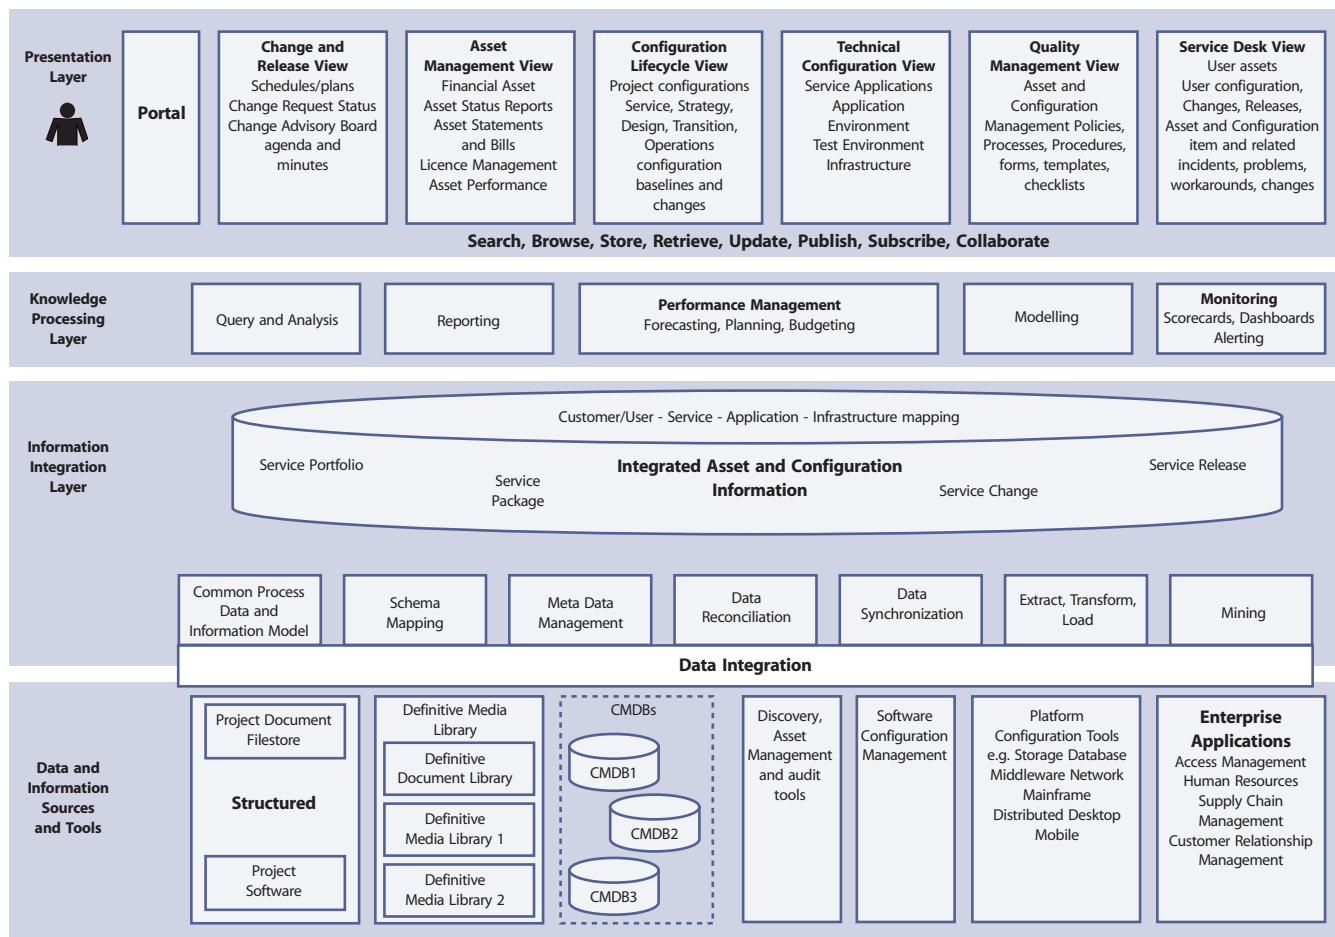 Presentation
Layer
Portal
Change and
Release View
Schedules/plans
Change Request Status
Change Advisory Board
agenda and
minutes
Asset
Management View
Financial Asset
Asset Status Reports
Asset Statements
and Bills
Licence Management
Asset Performance
Configuration
Lifecycle View
Project configurations
Service, Strategy,
Design, Transition,
Operations
configuration
baselines and
changes
Technical
Configuration View
Service Applications
Application
Environment
Test Environment
Infrastructure
Quality
Management View
Asset and
Configuration
Management Policies,
Processes, Procedures,
forms, templates,
checklists
Service Desk View
User assets
User configuration,
Changes, Releases,
Asset and Configuration
item and related
incidents, problems,
workarounds, changes
Search, Browse, Store, Retrieve, Update, Publish, Subscribe, Collaborate
Knowledge
Processing
Layer
Query and Analysis
Reporting
Performance Management
Forecasting, Planning, Budgeting
Modelling
Monitoring
Scorecards, Dashboards
Alerting
Information
Integration
Layer
Customer/User - Service - Application - Infrastructure mapping
Service Portfolio
Service
Package
Integrated Asset and Configuration
Information
Service Change
Service Release
Common Process
Data and
Information Model
Schema
Mapping
Meta Data
Management
Data
Reconciliation
Data
Synchronization
Extract, Transform,
Load
Mining
Data Integration
Data and
Information
Sources
and Tools
Project Document
Filestore
Structured
Project
Software
Definitive Media
Library
Definitive
Document Library
Definitive
Media Library 1
Definitive
Media Library 2
CMDBs
CMDB1
CMDB2
CMDB3
Discovery,
Asset
Management
and audit
tools
Software
Configuration
Management
Platform
Configuration Tools
e.g. Storage Database
Middleware Network
Mainframe
Distributed Desktop
Mobile
Enterprise
Applications
Access Management
Human Resources
Supply Chain
Management
Customer Relationship
Management